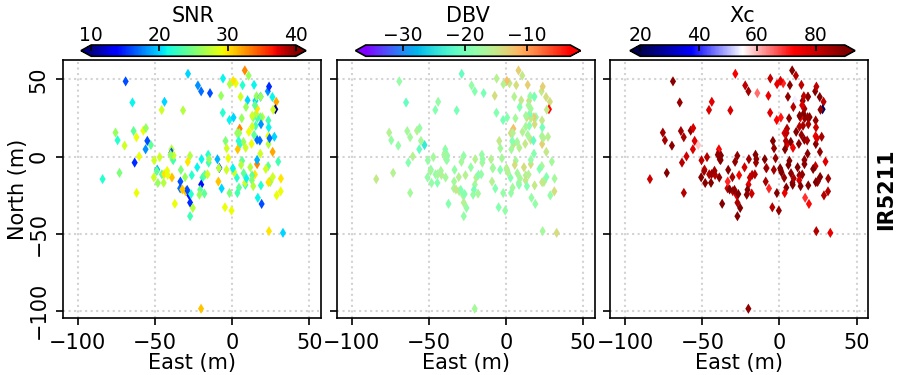 SNR DBV Xc
10 20 30 40 −30 −20 −10 20 40 60 80
North (m)
50
0
−50
−100
−100 −50 0 50 −100 −50 0 50 −100 −50 0 50
East (m) East (m) East (m)
IR5211